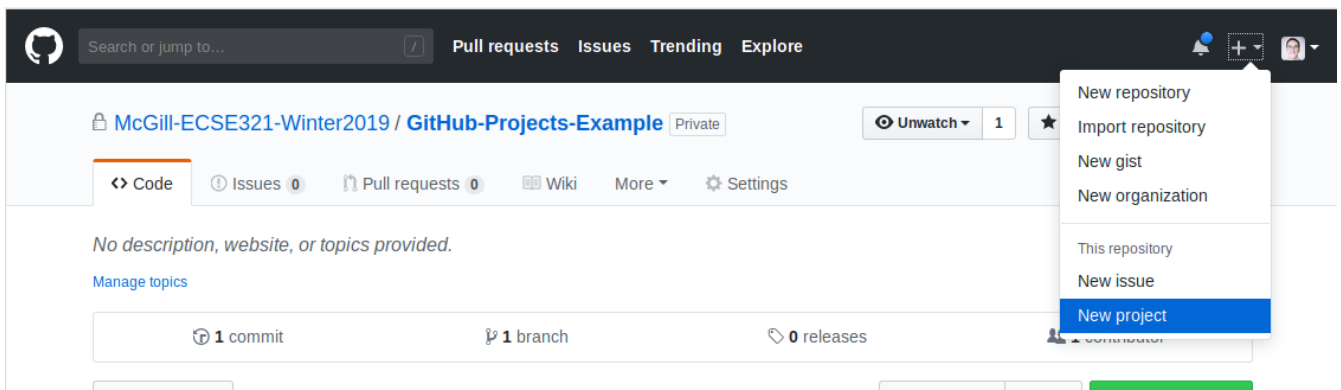 Search or jump to... /
Pull requests Issues Trending Explore
McGill-ECSE321-Winter2019 / GitHub-Projects-Example Private
Unwatch 1
Code Issues 0 Pull requests 0 Wiki More Settings
No description, website, or topics provided.
Manage topics
1 commit 1 branch 0 releases 1 contributor
New repository
Import repository
New gist
New organization
This repository
New issue
New project